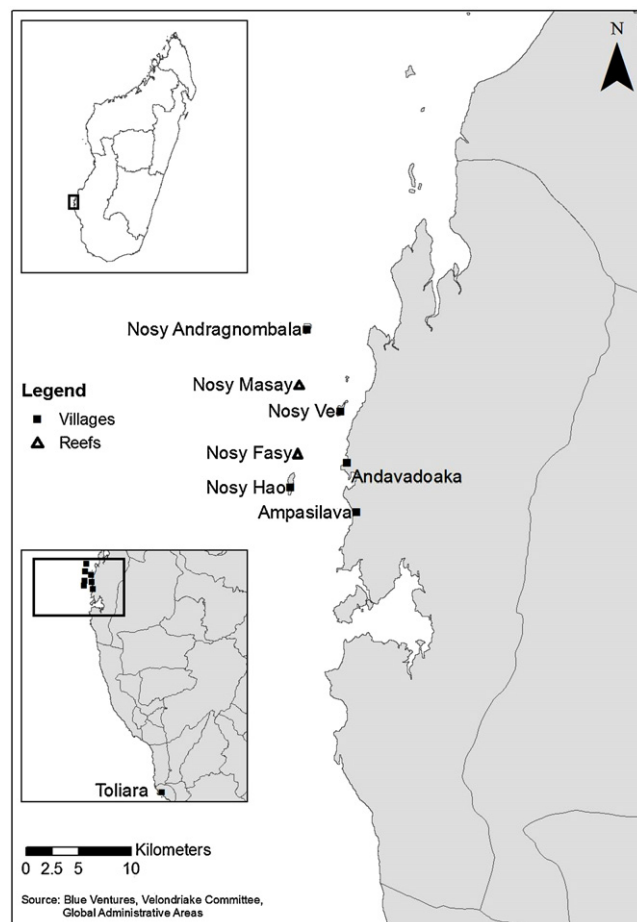 N
Nosy Andragnombala
Nosy Masay
Nosy Ve
Legend
Villages
Reefs
Nosy Fasy
Andavadoaka
Nosy Hao
Ampasilava
Toliara
Kilometers
0 2.5 5 10
Source: Blue Ventures, Velondriake Committee,
Global Administrative Areas